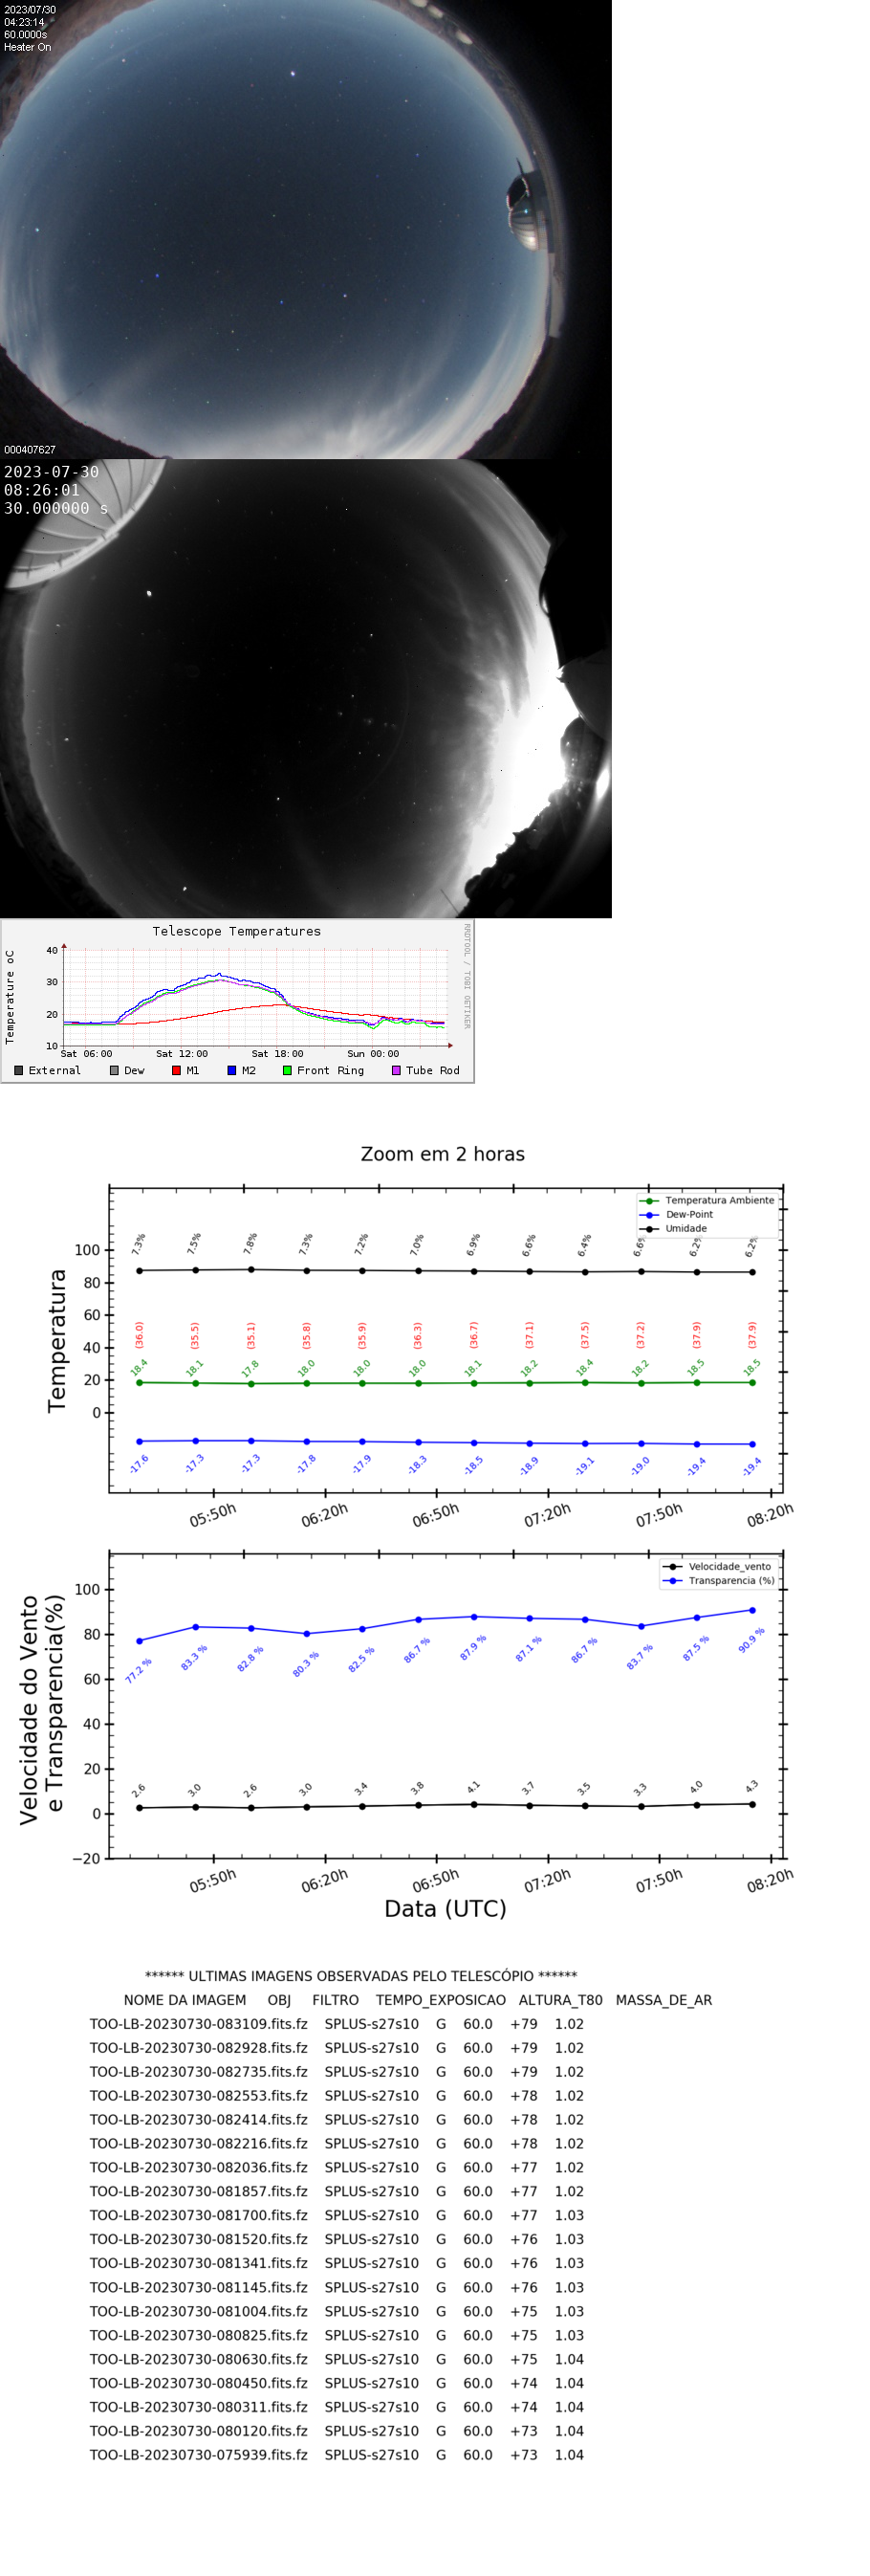 2023/07/30
04:23:14
60.0000s
Heater On
000407627
2023-07-30
08:26:01
30.000000 s
Telescope Temperatures
RRDTOOL / TOBI OETIKER
Temperature oC
40
30
20
10
Sat 06:00 Sat 12:00 Sat 18:00 Sun 00:00
External Dew M1 M2 Front Ring Tube Rod
Zoom em 2 horas
Temperatura Ambiente
Dew-Point
Umidade
Temperatura
100
80
60
40
20
0
7.3% 7.5% 7.8% 7.3% 7.2% 7.0% 6.9% 6.6% 6.4% 6.6% 6.2% 6.2%
(36.0) (35.5) (35.1) (35.8) (35.9) (36.3) (36.7) (37.1) (37.5) (37.2) (37.9) (37.9)
18.4 18.1 17.8 18.0 18.0 18.0 18.1 18.2 18.4 18.2 18.5 18.5
-17.6 -17.3 -17.3 -17.8 -17.9 -18.3 -18.5 -18.9 -19.1 -19.0 -19.4 -19.4
05:50h 06:20h 06:50h 07:20h 07:50h 08:20h
Velocidade_vento
Transparencia (%)
Velocidade do Vento
e Transparencia(%)
100
80
60
40
20
0
−20
77.2 % 83.3 % 82.8 % 80.3 % 82.5 % 86.7 % 87.9 % 87.1 % 86.7 % 83.7 % 87.5 % 90.9 %
2.6 3.0 2.6 3.0 3.4 3.8 4.1 3.7 3.5 3.3 4.0 4.3
05:50h 06:20h 06:50h 07:20h 07:50h 08:20h
Data (UTC)
****** ULTIMAS IMAGENS OBSERVADAS PELO TELESCÓPIO ******
NOME DA IMAGEM OBJ FILTRO TEMPO_EXPOSICAO ALTURA_T80 MASSA_DE_AR
TOO-LB-20230730-083109.fits.fz SPLUS-s27s10 G 60.0 +79 1.02
TOO-LB-20230730-082928.fits.fz SPLUS-s27s10 G 60.0 +79 1.02
TOO-LB-20230730-082735.fits.fz SPLUS-s27s10 G 60.0 +79 1.02
TOO-LB-20230730-082553.fits.fz SPLUS-s27s10 G 60.0 +78 1.02
TOO-LB-20230730-082414.fits.fz SPLUS-s27s10 G 60.0 +78 1.02
TOO-LB-20230730-082216.fits.fz SPLUS-s27s10 G 60.0 +78 1.02
TOO-LB-20230730-082036.fits.fz SPLUS-s27s10 G 60.0 +77 1.02
TOO-LB-20230730-081857.fits.fz SPLUS-s27s10 G 60.0 +77 1.02
TOO-LB-20230730-081700.fits.fz SPLUS-s27s10 G 60.0 +77 1.03
TOO-LB-20230730-081520.fits.fz SPLUS-s27s10 G 60.0 +76 1.03
TOO-LB-20230730-081341.fits.fz SPLUS-s27s10 G 60.0 +76 1.03
TOO-LB-20230730-081145.fits.fz SPLUS-s27s10 G 60.0 +76 1.03
TOO-LB-20230730-081004.fits.fz SPLUS-s27s10 G 60.0 +75 1.03
TOO-LB-20230730-080825.fits.fz SPLUS-s27s10 G 60.0 +75 1.03
TOO-LB-20230730-080630.fits.fz SPLUS-s27s10 G 60.0 +75 1.04
TOO-LB-20230730-080450.fits.fz SPLUS-s27s10 G 60.0 +74 1.04
TOO-LB-20230730-080311.fits.fz SPLUS-s27s10 G 60.0 +74 1.04
TOO-LB-20230730-080120.fits.fz SPLUS-s27s10 G 60.0 +73 1.04
TOO-LB-20230730-075939.fits.fz SPLUS-s27s10 G 60.0 +73 1.04